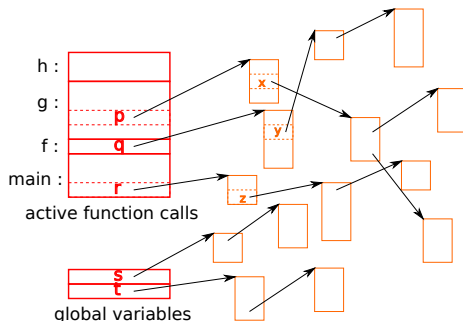 h :
g :
p
f :
q
main :
r
active function calls
x
y
z
s
t
global variables